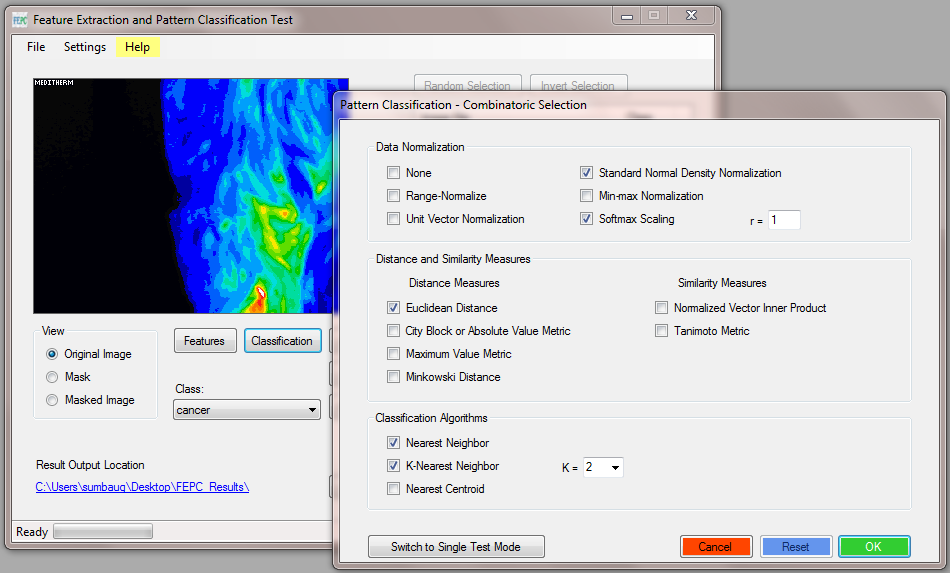 FEPC Feature Extraction and Pattern Classification Test
File Settings Help
MEDITHERM
Random Selection Invert Selection
Pattern Classification - Combinatoric Selection
Data Normalization
None
Standard Normal Density Normalization
Range-Normalize
Min-max Normalization
Unit Vector Normalization
Softmax Scaling
r = 1
Distance and Similarity Measures
Distance Measures
Similarity Measures
Euclidean Distance
Normalized Vector Inner Product
City Block or Absolute Value Metric
Tanimoto Metric
Maximum Value Metric
Minkowski Distance
Classification Algorithms
Nearest Neighbor
K-Nearest Neighbor
K = 2
Nearest Centroid
Switch to Single Test Mode
Cancel
Reset
OK
View
Original Image
Mask
Masked Image
Features
Classification
Class:
cancer
Result Output Location
C:\Users\sumbaug\Desktop\FEPC_Results\
Ready